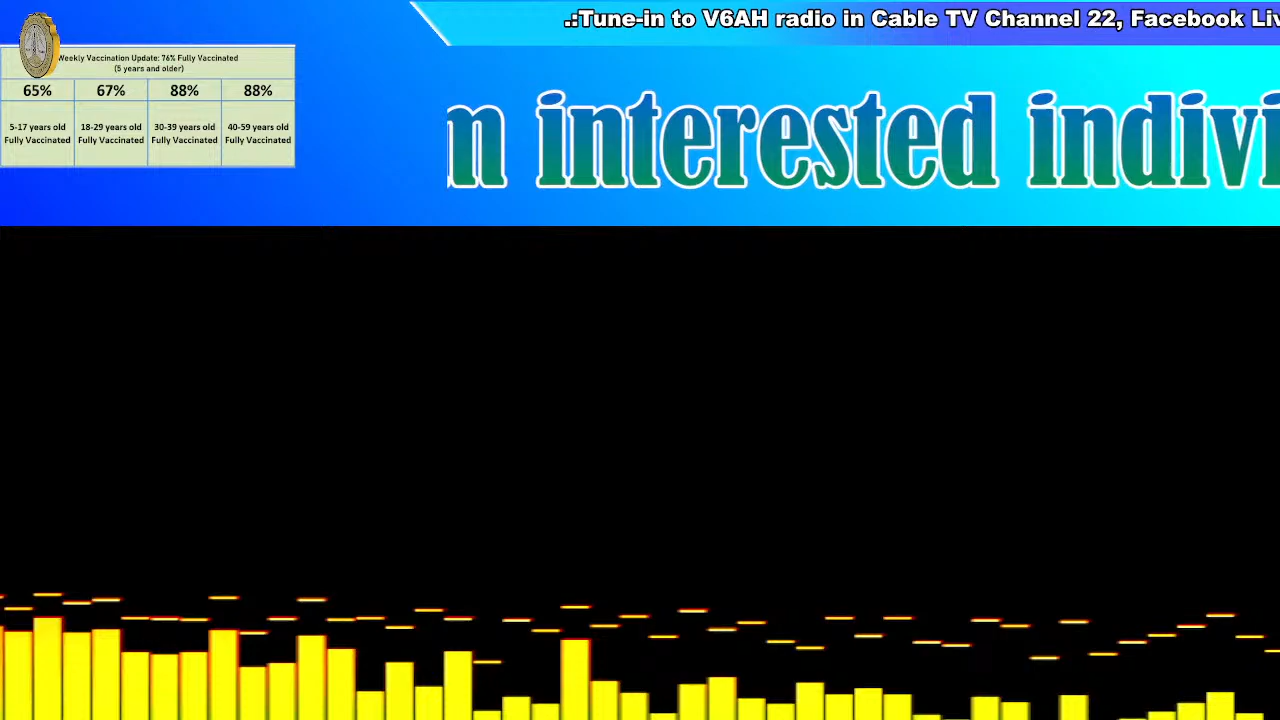 .:Tune-in to V6AH radio in Cable TV Channel 22, Facebook Liv
Weekly Vaccination Update: 76% Fully Vaccinated
(5 years and older)
65% 67% 88% 88%
5-17 years old 18-29 years old 30-39 years old 40-59 years old
Fully Vaccinated Fully Vaccinated Fully Vaccinated Fully Vaccinated
n interested indivi